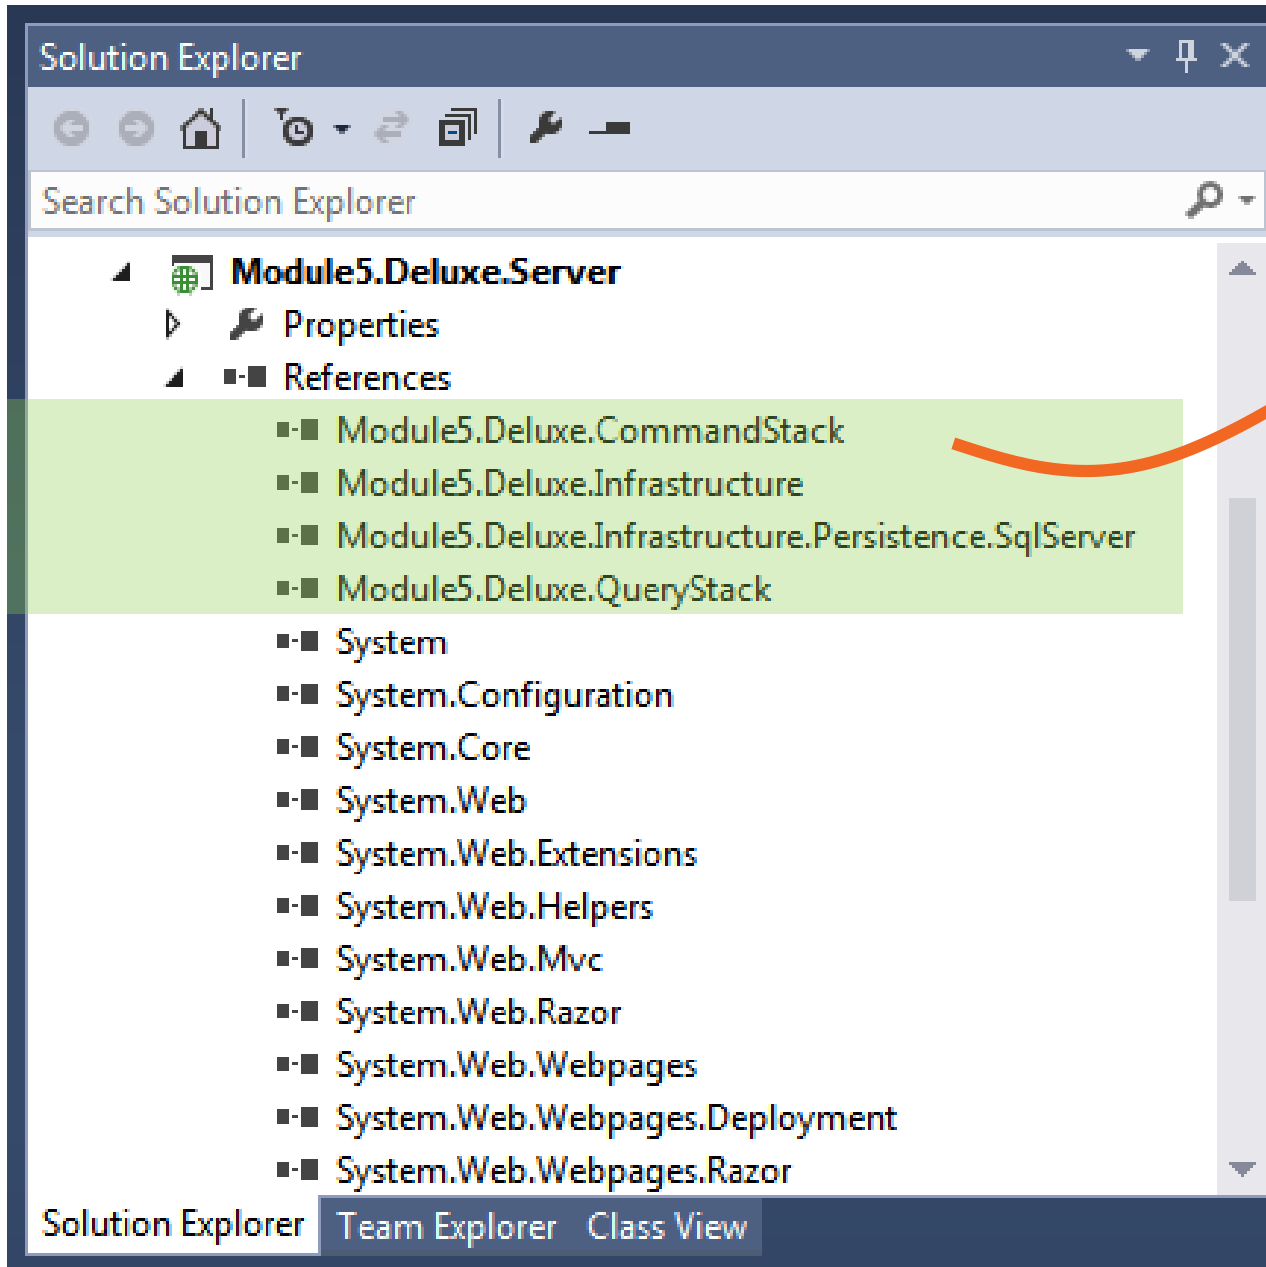 Solution Explorer
Search Solution Explorer
Module5.Deluxe.Server
Properties
References
Module5.Deluxe.CommandStack
Module5.Deluxe.Infrastructure
Module5.Deluxe.Infrastructure.Persistence.SqlServer
Module5.Deluxe.QueryStack
System
System.Configuration
System.Core
System.Web
System.Web.Extensions
System.Web.Helpers
System.Web.Mvc
System.Web.Razor
System.Web.Webpages
System.Web.Webpages.Deployment
System.Web.Webpages.Razor
Solution Explorer Team Explorer Class View